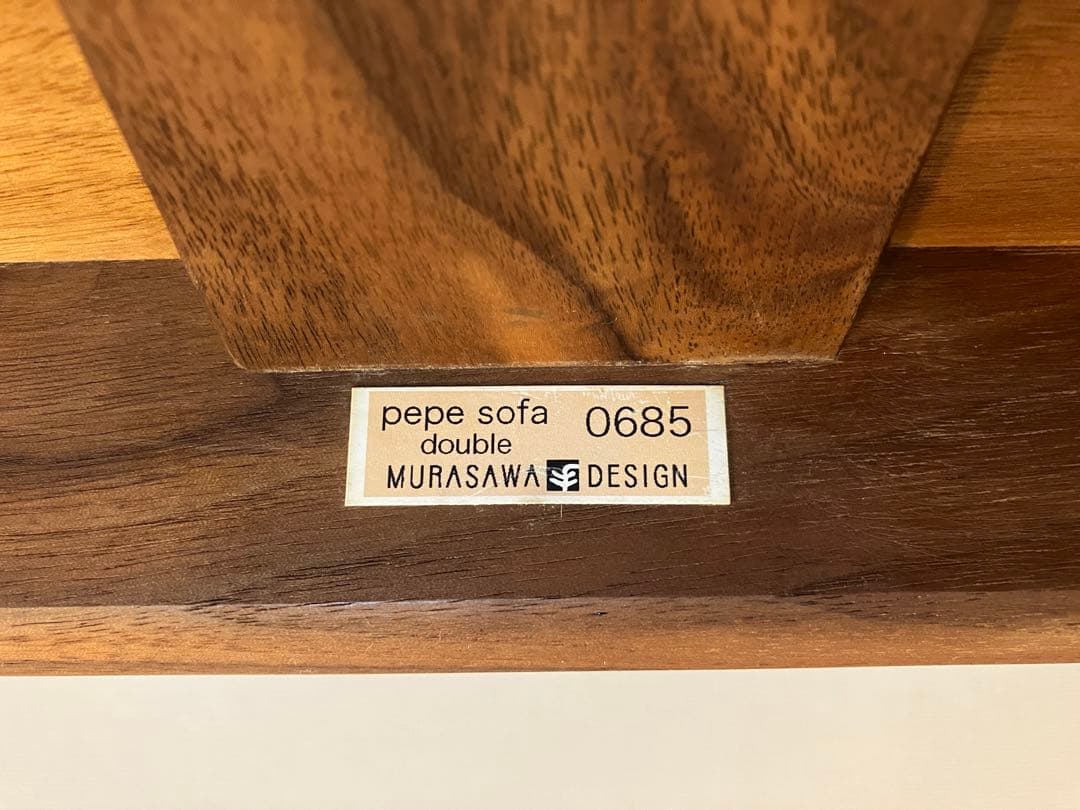 pepe sofa 0685
double
MURASAWA DESIGN